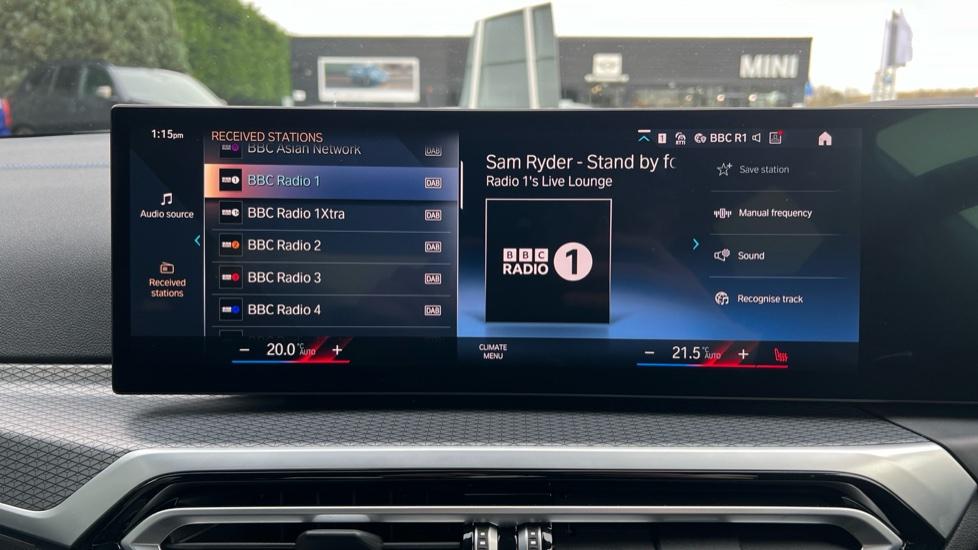 MINI
1:15pm
RECEIVED STATIONS
1
BBC R1
BBC Asian Network
DAB
BBC Radio 1
DAB
BBC Radio 1Xtra
DAB
BBC Radio 2
DAB
BBC Radio 3
DAB
BBC Radio 4
DAB
Audio source
Received
stations
Sam Ryder - Stand by fo
Radio 1's Live Lounge
BBC
RADIO 1
Save station
Manual frequency
Sound
Recognise track
− 20.0 °C AUTO +
CLIMATE
MENU
− 21.5 °C AUTO +